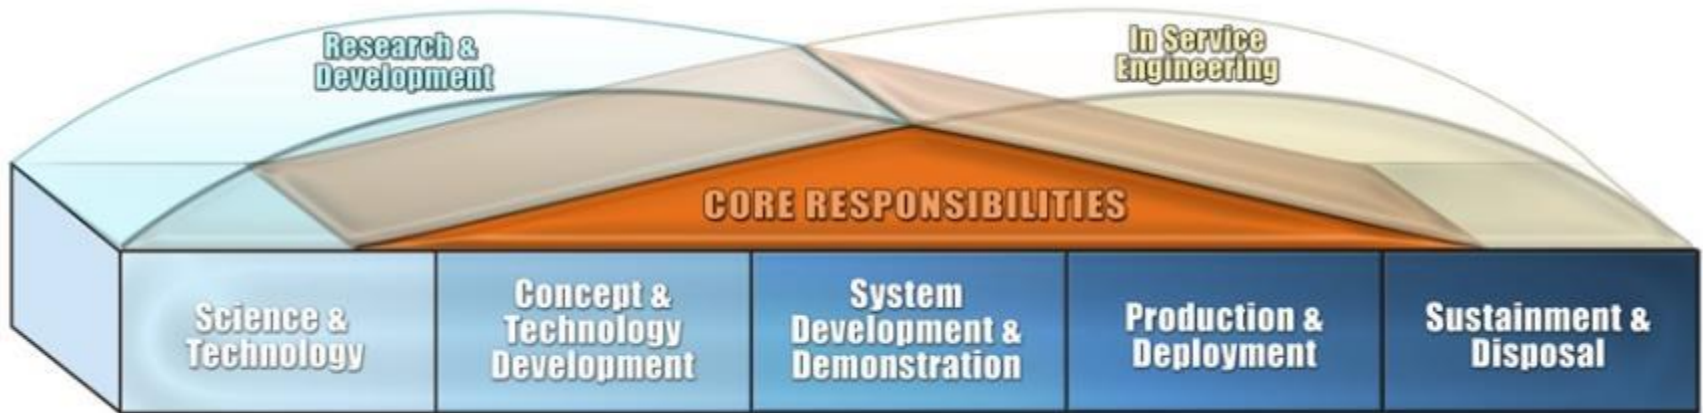 Research &
Development
In Service
Engineering
CORE RESPONSIBILITIES
Science &
Technology
Concept &
Technology
Development
System
Development &
Demonstration
Production &
Deployment
Sustainment &
Disposal